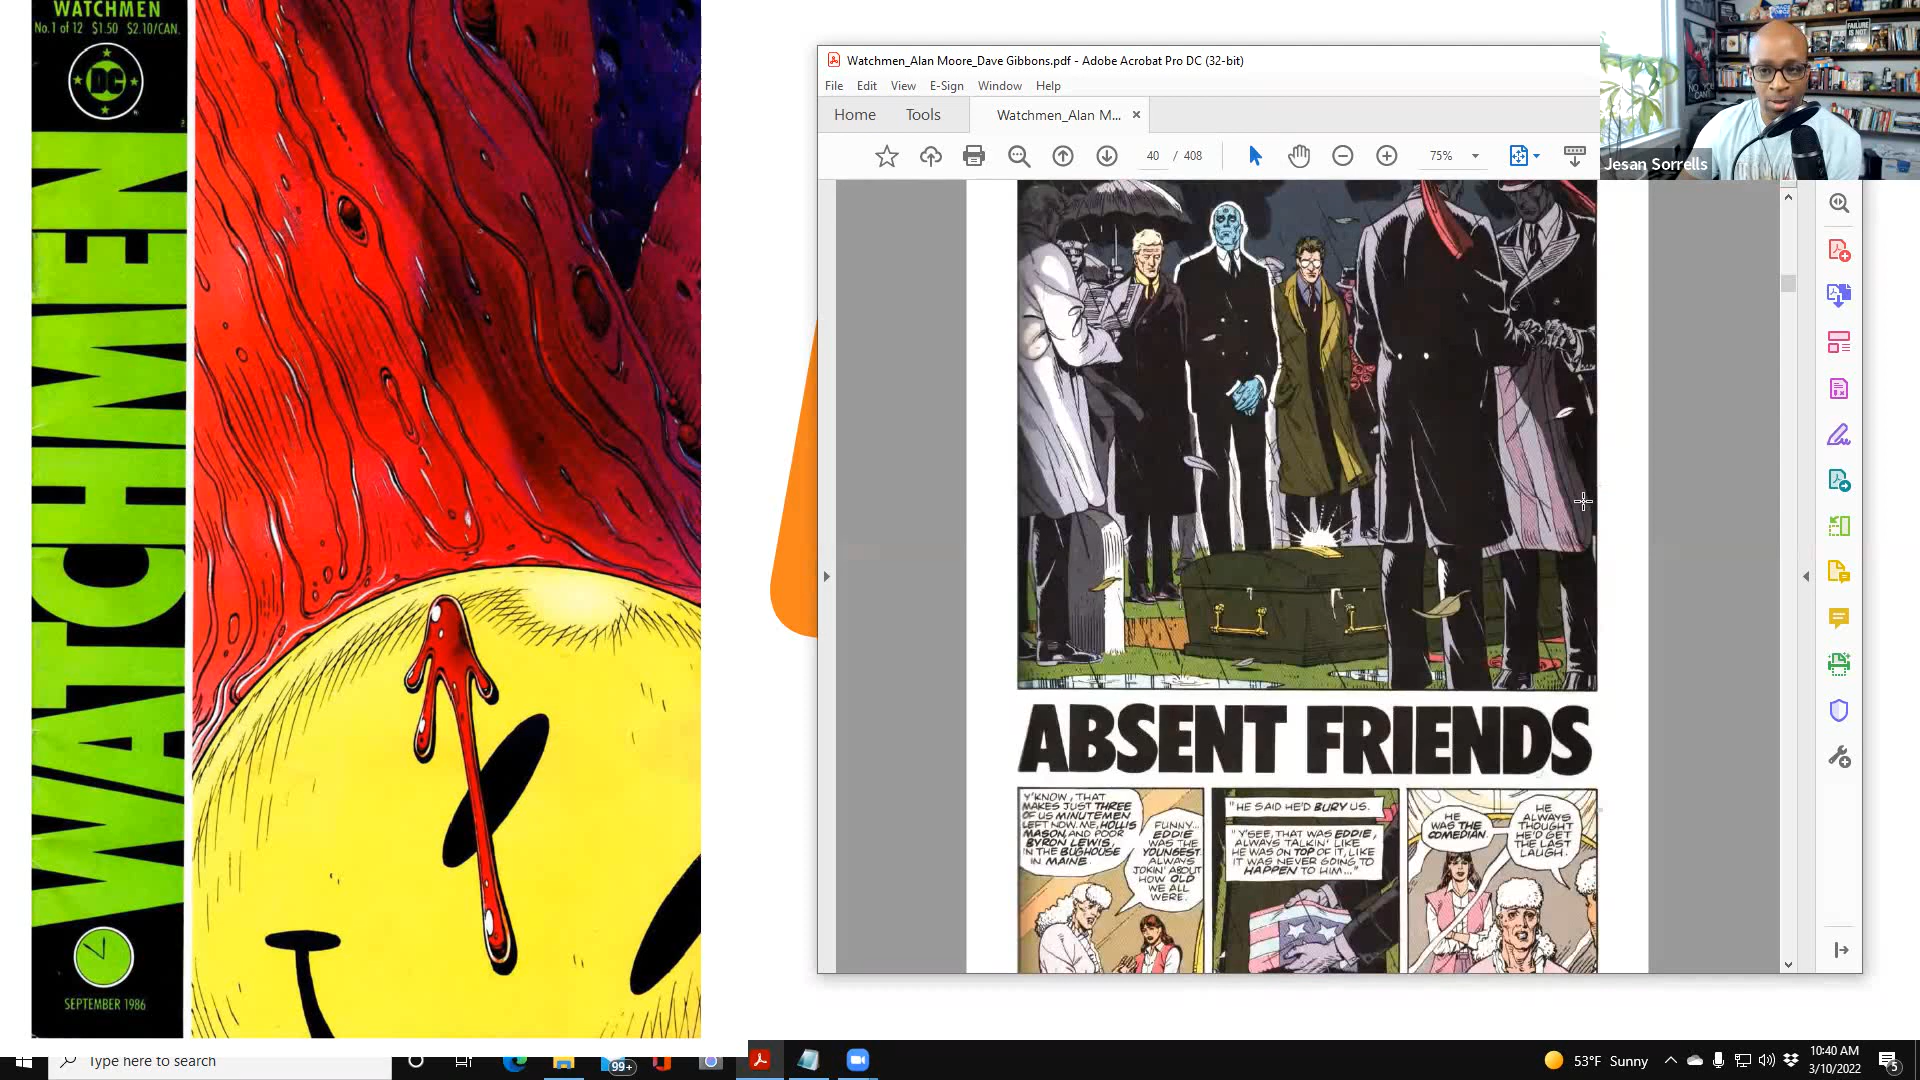 WATCHMEN
No. 1 of 12 $1.50 $2.10/CAN.
DC
WATCHMEN
SEPTEMBER 1986
Watchmen_Alan Moore_Dave Gibbons.pdf - Adobe Acrobat Pro DC (32-bit)
File Edit View E-Sign Window Help
Home Tools Watchmen_Alan M...
40 / 408 75%
Jesan Sorrells
FAILURE
IS NOT
ABSENT FRIENDS
Y'KNOW, THAT
MAKES JUST THREE
OF US MINUTEMEN
LEFT NOW. ME, HOLLIS
MASON, AND POOR
BYRON LEWIS,
IN THE BUGHOUSE
IN MAINE.
FUNNY...
EDDIE
WAS THE
YOUNGEST.
ALWAYS
JOKIN' ABOUT
HOW OLD
WE ALL
WERE.
"HE SAID HE'D BURY US.
"Y'SEE, THAT WAS EDDIE,
ALWAYS TALKIN' LIKE
HE WAS ON TOP OF IT, LIKE
IT WAS NEVER GOING TO
HAPPEN TO HIM..."
HE
WAS THE
COMEDIAN.
HE
ALWAYS
THOUGHT
HE'D GET
THE LAST
LAUGH.
Type here to search
99+
53°F Sunny
10:40 AM
3/10/2022
5